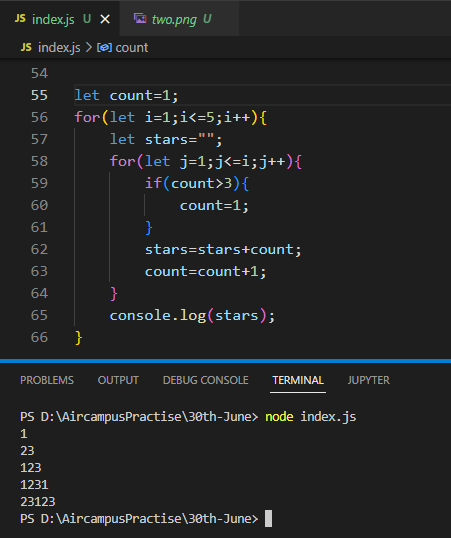 JS index.js U × two.png U
JS index.js > count
54
55 let count=1;
56 for(let i=1;i<=5;i++){
57     let stars="";
58     for(let j=1;j<=i;j++){
59         if(count>3){
60             count=1;
61         }
62         stars=stars+count;
63         count=count+1;
64     }
65     console.log(stars);
66 }
PROBLEMS OUTPUT DEBUG CONSOLE TERMINAL JUPYTER
PS D:\AircampusPractise\30th-June> node index.js
1
23
123
1231
23123
PS D:\AircampusPractise\30th-June>